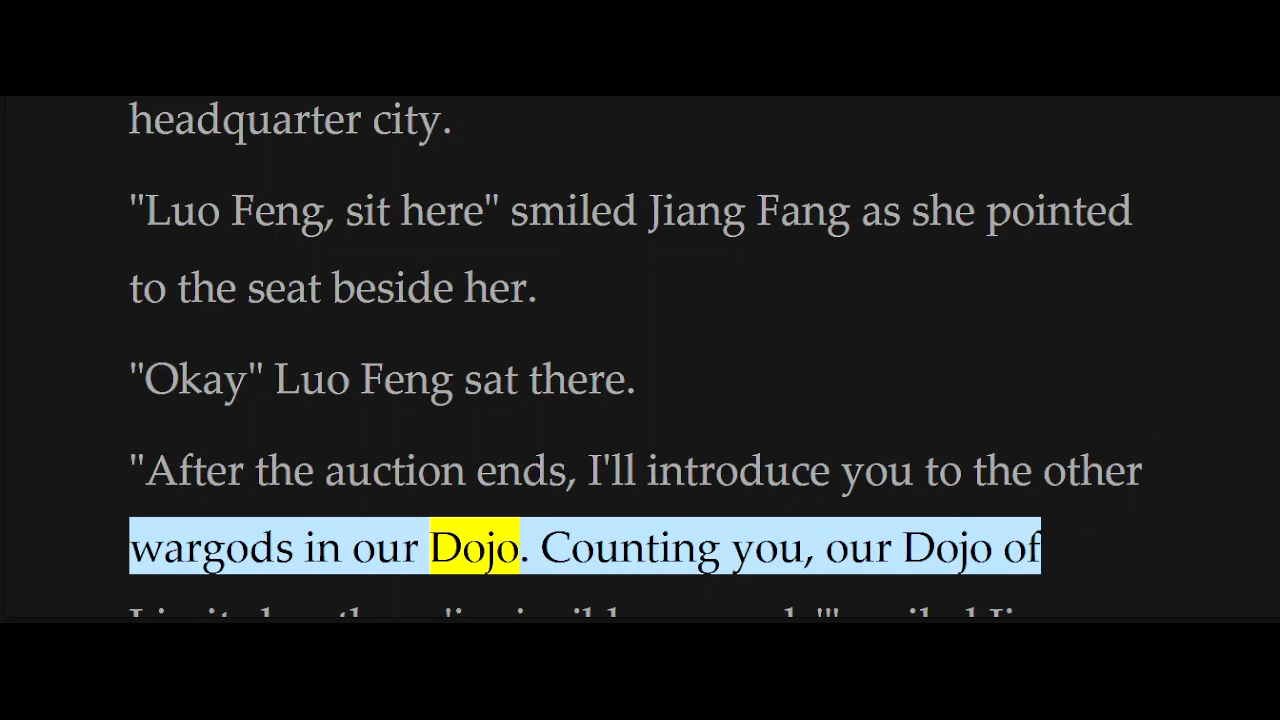 headquarter city.
"Luo Feng, sit here" smiled Jiang Fang as she pointed
to the seat beside her.
"Okay" Luo Feng sat there.
"After the auction ends, I'll introduce you to the other
wargods in our Dojo. Counting you, our Dojo of